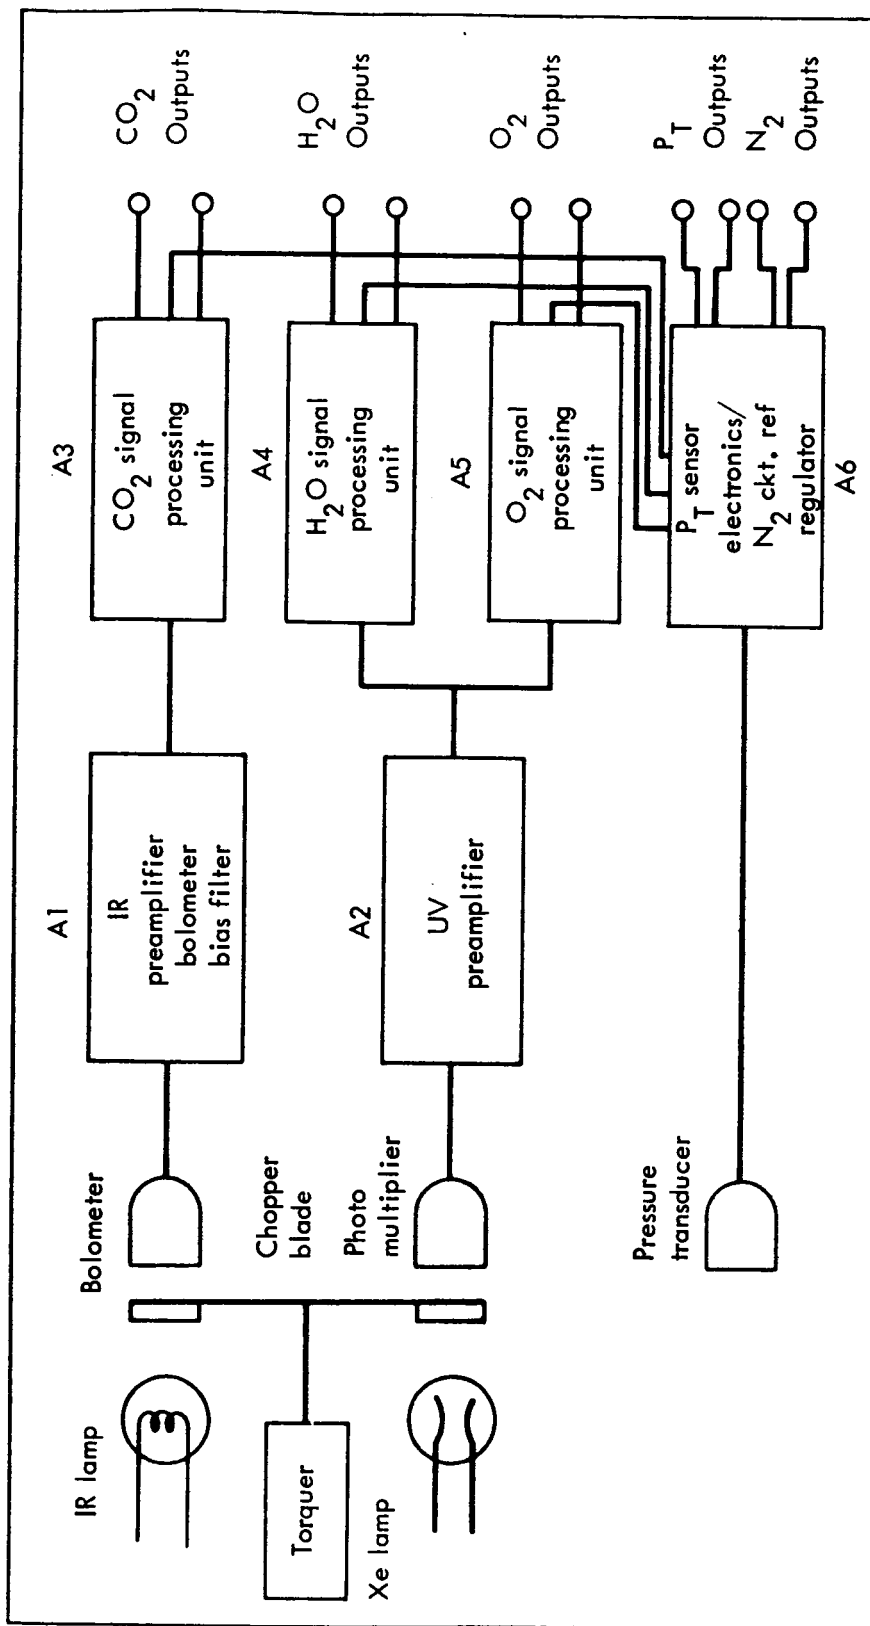 IR lamp
Bolometer
A1
IR
preamplifier
bolometer
bias filter
A3
CO2 signal
processing
unit
CO2
Outputs
Torquer
Chopper
blade
A4
H2O signal
processing
unit
H2O
Outputs
Xe lamp
Photo
multiplier
A2
UV
preamplifier
A5
O2 signal
processing
unit
O2
Outputs
Pressure
transducer
PT sensor
electronics/
N2 ckt. ref
regulator
A6
PT
Outputs
N2
Outputs